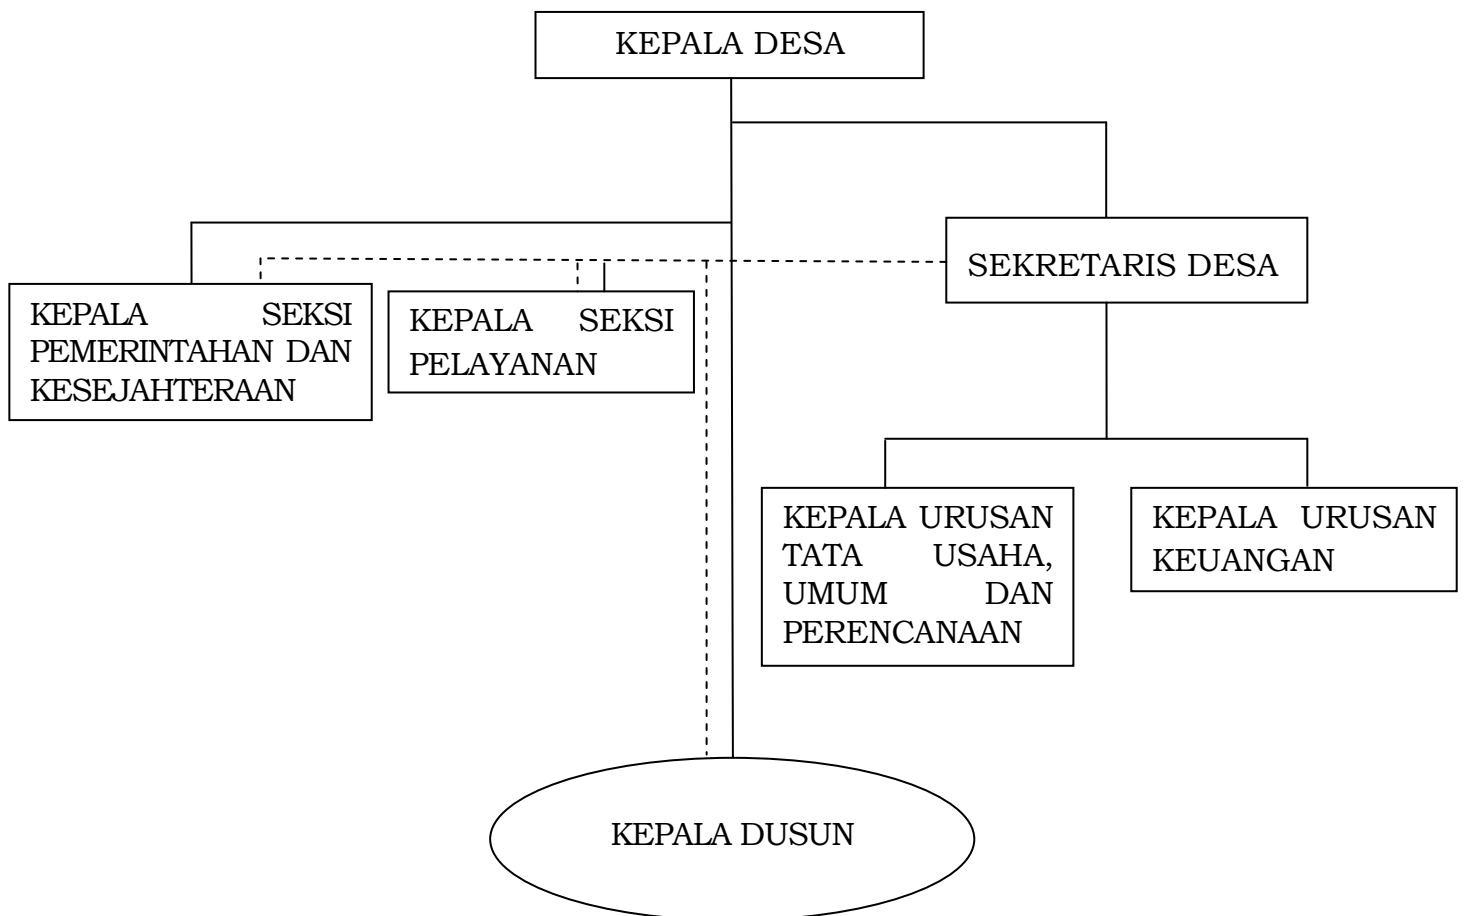 KEPALA DESA
SEKRETARIS DESA
KEPALA SEKSI
PEMERINTAHAN DAN
KESEJAHTERAAN
KEPALA SEKSI
PELAYANAN
KEPALA URUSAN
TATA USAHA,
UMUM DAN
PERENCANAAN
KEPALA URUSAN
KEUANGAN
KEPALA DUSUN